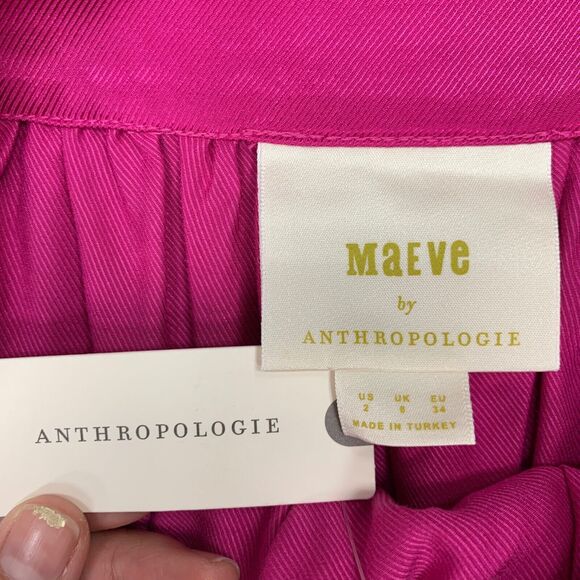 MaEve
by
ANTHROPOLOGIE
US UK EU
2 6 34
MADE IN TURKEY
ANTHROPOLOGIE